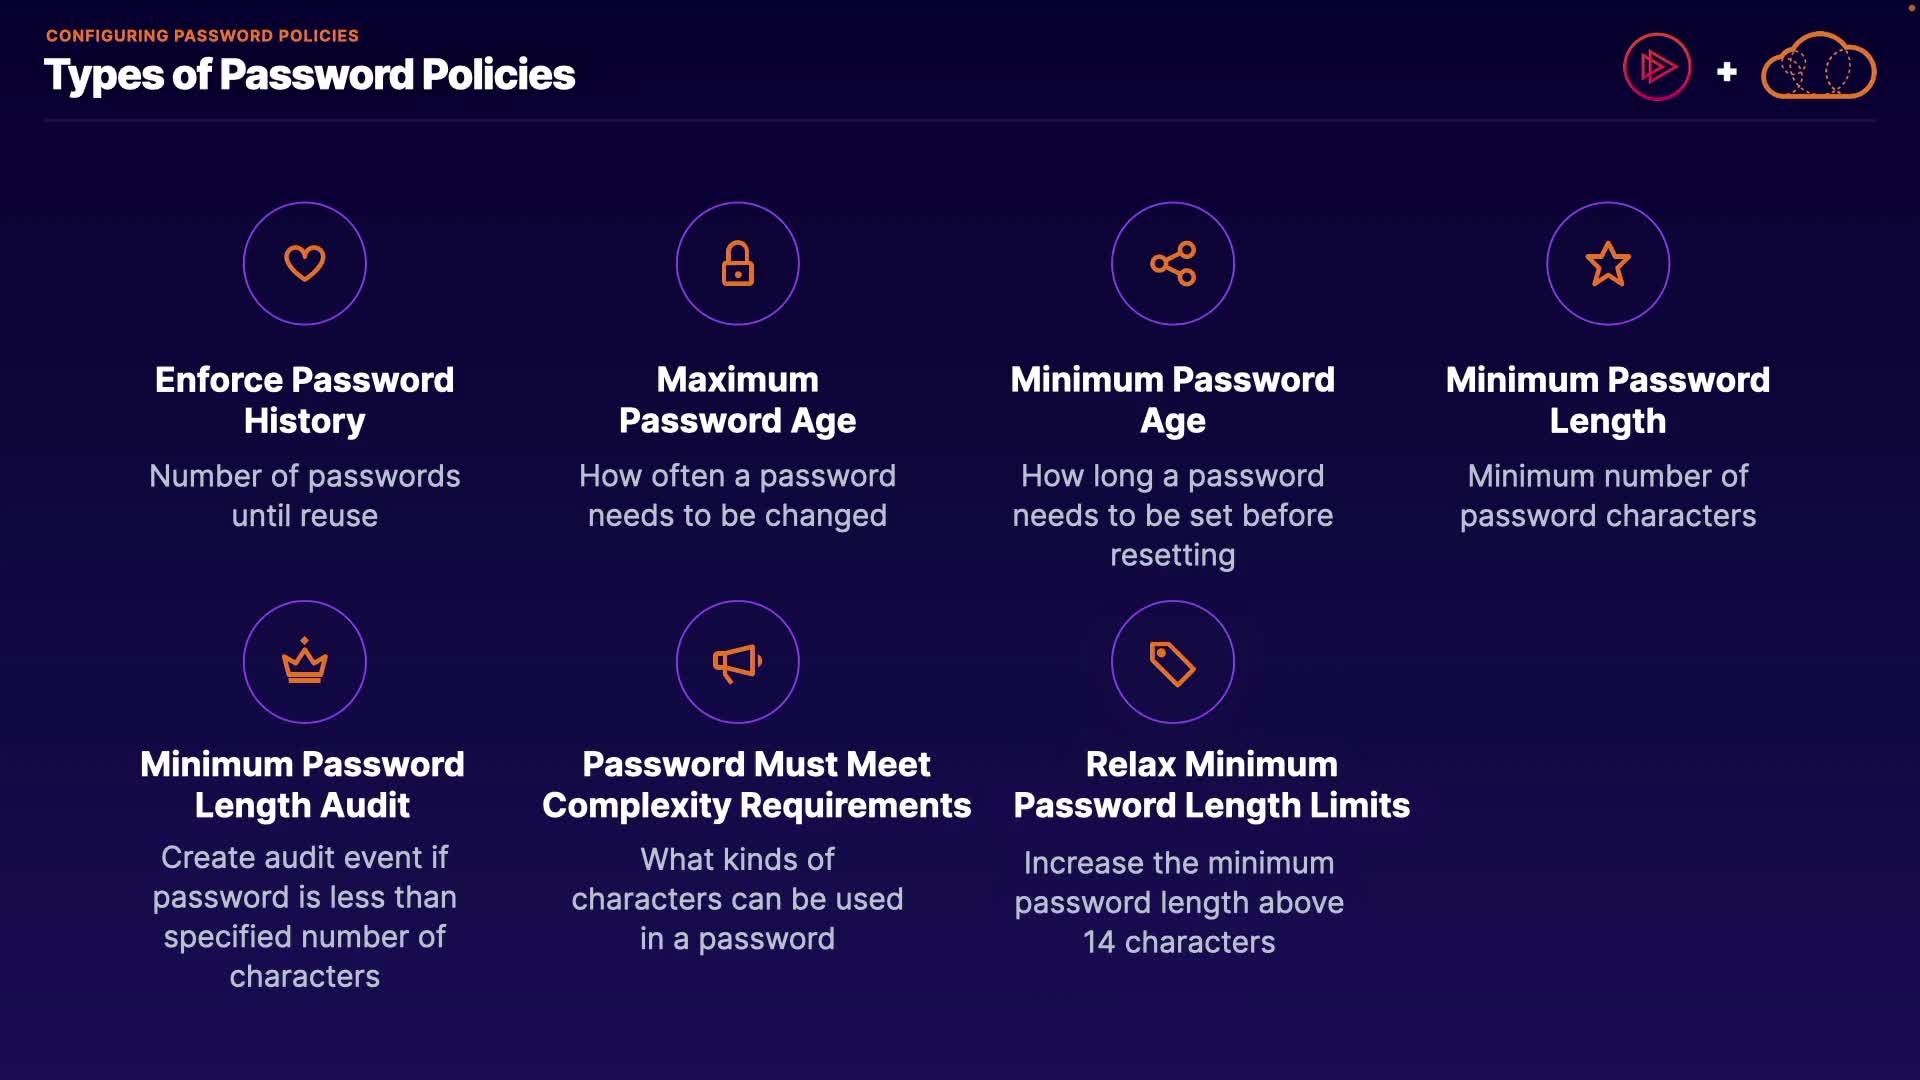 CONFIGURING PASSWORD POLICIES
Types of Password Policies
Enforce Password
History
Number of passwords
until reuse
Maximum
Password Age
How often a password
needs to be changed
Minimum Password
Age
How long a password
needs to be set before
resetting
Minimum Password
Length
Minimum number of
password characters
Minimum Password
Length Audit
Create audit event if
password is less than
specified number of
characters
Password Must Meet
Complexity Requirements
What kinds of
characters can be used
in a password
Relax Minimum
Password Length Limits
Increase the minimum
password length above
14 characters